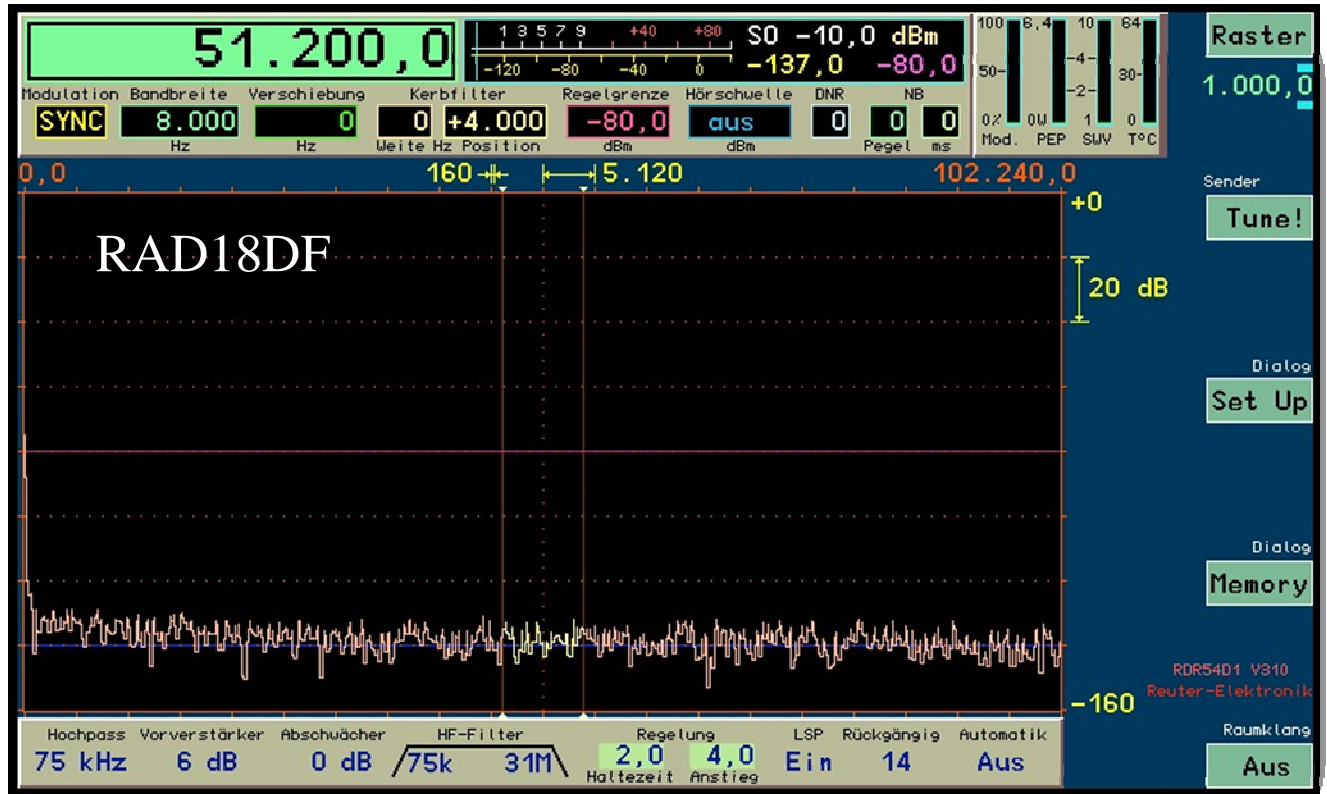 51.200,0
1 3 5 7 9 +40 +80
-120 -80 -40 0
S0 -10,0 dBm
-137,0 -80,0
100 50 0%
6,4 0W
10 -4- -2- 1
64 30 0
Mod. PEP SWV T°C
Raster
1.000,0
Modulation Bandbreite Verschiebung Kerbfilter Regelgrenze Hörschwelle DNR NB
SYNC 8.000 0 0 +4.000 -80,0 aus 0 0 0
Hz Hz Weite Hz Position dBm dBm Pegel ms
0,0 160 5.120 102.240,0
+0
Sender
Tune!
RAD18DF
20 dB
Dialog
Set Up
Dialog
Memory
RDR54D1 V310
Reuter-Elektronik
-160
Hochpass Vorverstärker Abschwächer HF-Filter Regelung LSP Rückgängig Automatik
75 kHz 6 dB 0 dB 75k 31M 2,0 4,0 Ein 14 Aus
Haltezeit Anstieg
Raumklang
Aus